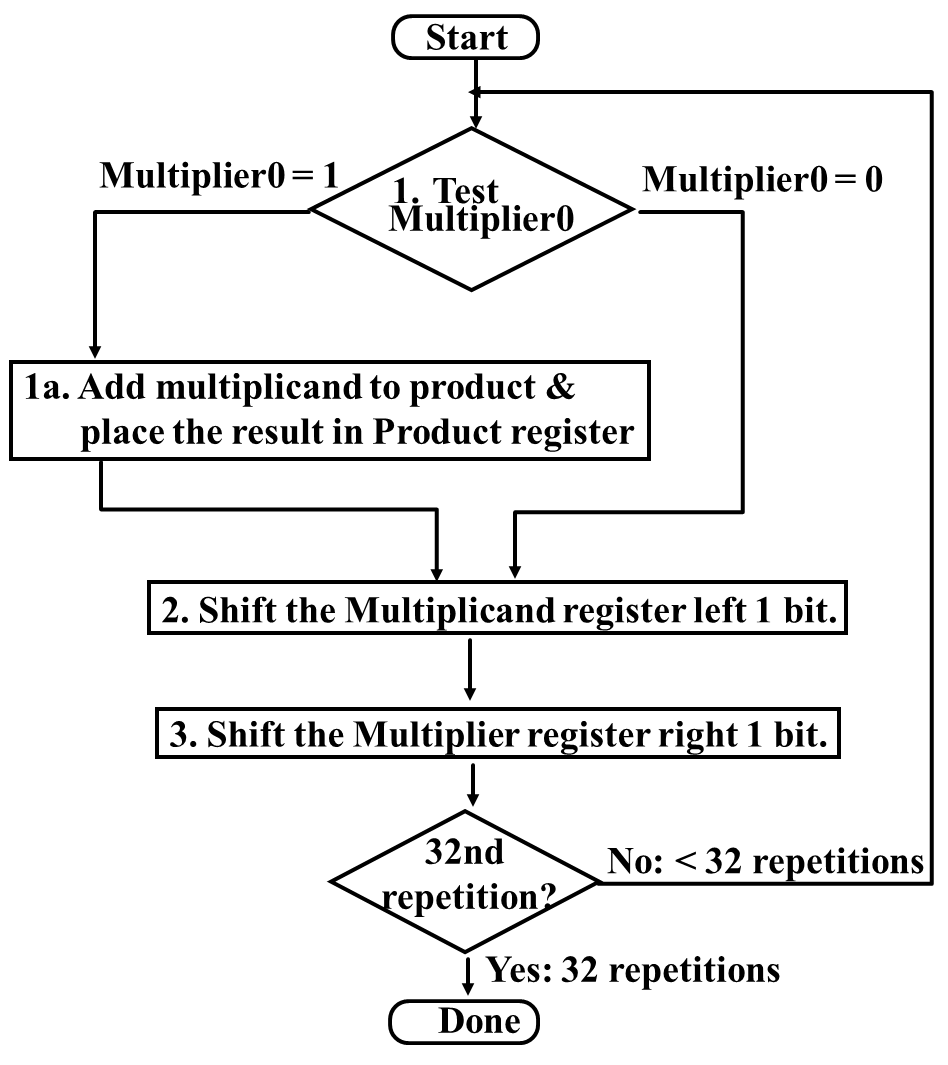 Start
Multiplier0 = 1
1. Test
Multiplier0
Multiplier0 = 0
1a. Add multiplicand to product &
place the result in Product register
2. Shift the Multiplicand register left 1 bit.
3. Shift the Multiplier register right 1 bit.
32nd
repetition?
No: < 32 repetitions
Yes: 32 repetitions
Done